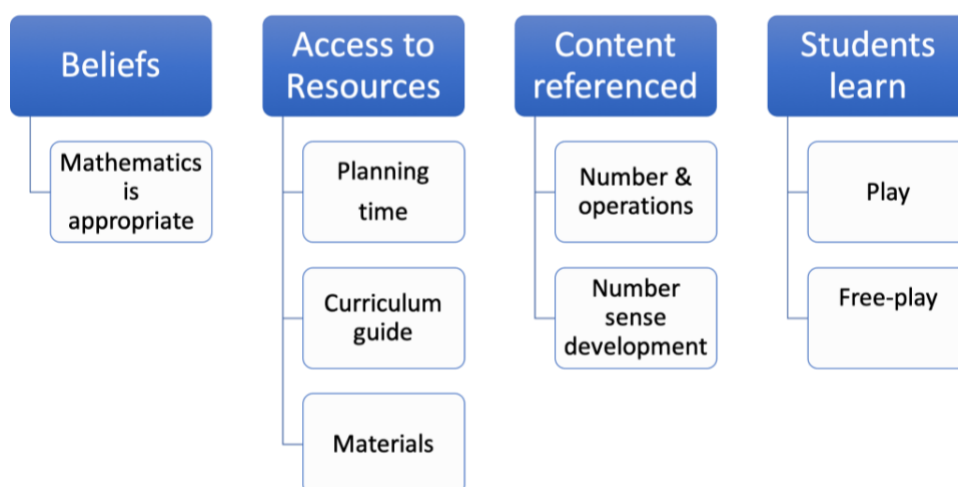 Beliefs
Mathematics
is
appropriate
Access to
Resources
Planning
time
Curriculum
guide
Materials
Content
referenced
Number &
operations
Number
sense
development
Students
learn
Play
Free-play